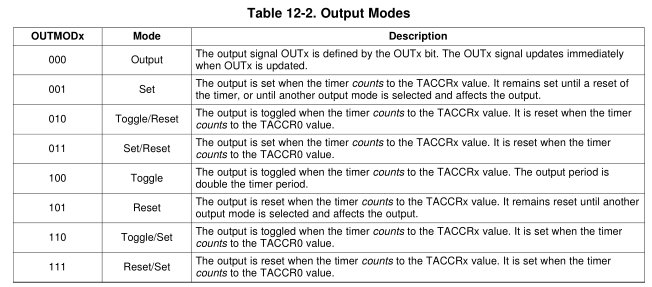 Table 12-2. Output Modes
OUTMODx Mode Description
000 Output The output signal OUTx is defined by the OUTx bit. The OUTx signal updates immediately
when OUTx is updated.
001 Set The output is set when the timer counts to the TACCRx value. It remains set until a reset of
the timer, or until another output mode is selected and affects the output.
010 Toggle/Reset The output is toggled when the timer counts to the TACCRx value. It is reset when the timer
counts to the TACCR0 value.
011 Set/Reset The output is set when the timer counts to the TACCRx value. It is reset when the timer
counts to the TACCR0 value.
100 Toggle The output is toggled when the timer counts to the TACCRx value. The output period is
double the timer period.
101 Reset The output is reset when the timer counts to the TACCRx value. It remains reset until another
output mode is selected and affects the output.
110 Toggle/Set The output is toggled when the timer counts to the TACCRx value. It is set when the timer
counts to the TACCR0 value.
111 Reset/Set The output is reset when the timer counts to the TACCRx value. It is set when the timer
counts to the TACCR0 value.